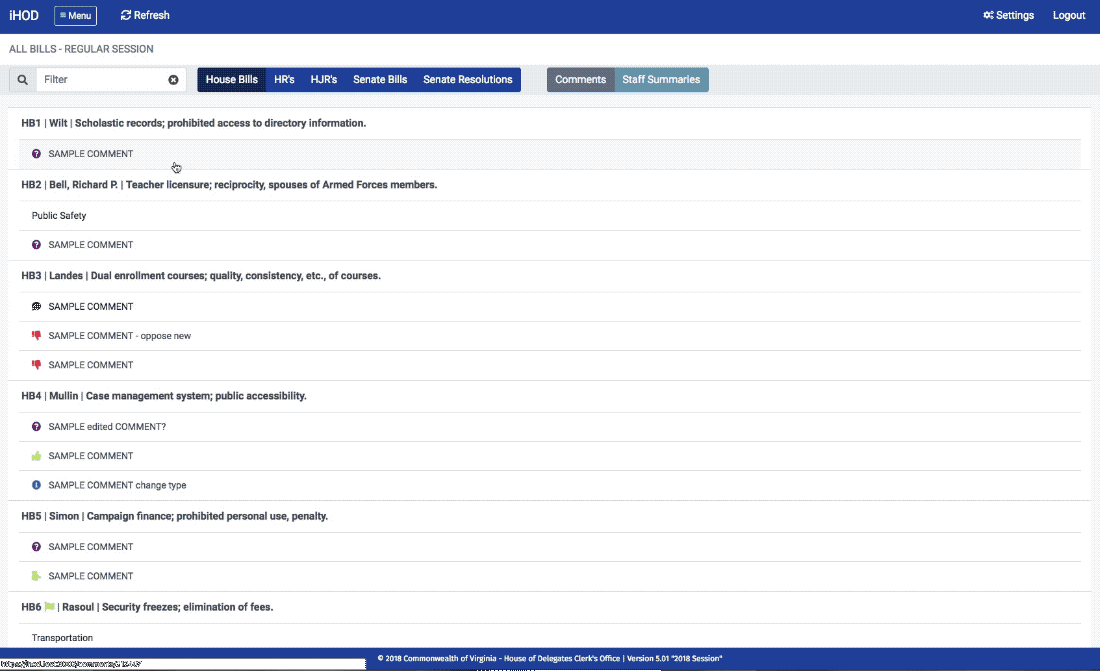 iHOD ≡ Menu Refresh Settings Logout
ALL BILLS - REGULAR SESSION
Filter House Bills HR's HJR's Senate Bills Senate Resolutions Comments Staff Summaries
HB1 | Wilt | Scholastic records; prohibited access to directory information.
SAMPLE COMMENT
HB2 | Bell, Richard P. | Teacher licensure; reciprocity, spouses of Armed Forces members.
Public Safety
SAMPLE COMMENT
HB3 | Landes | Dual enrollment courses; quality, consistency, etc., of courses.
SAMPLE COMMENT
SAMPLE COMMENT - oppose new
SAMPLE COMMENT
HB4 | Mullin | Case management system; public accessibility.
SAMPLE edited COMMENT?
SAMPLE COMMENT
SAMPLE COMMENT change type
HB5 | Simon | Campaign finance; prohibited personal use, penalty.
SAMPLE COMMENT
SAMPLE COMMENT
HB6 | Rasoul | Security freezes; elimination of fees.
Transportation
© 2018 Commonwealth of Virginia - House of Delegates Clerk's Office | Version 5.01 "2018 Session"